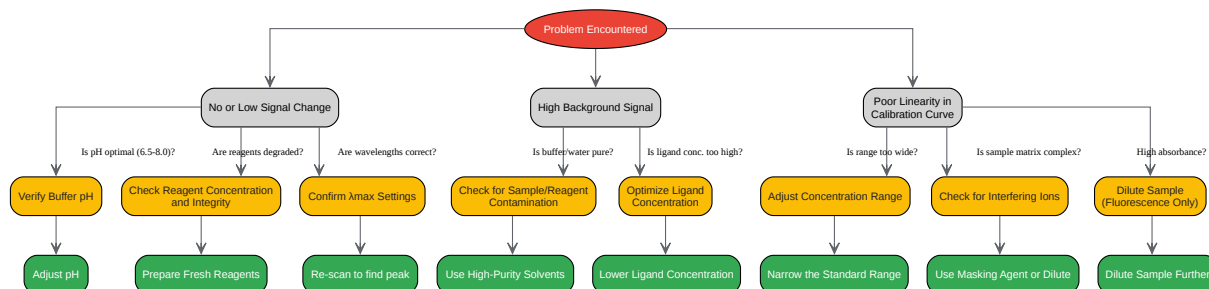 Problem Encountered
No or Low Signal Change
High Background Signal
Poor Linearity in
Calibration Curve
Is pH optimal (6.5-8.0)?
Are reagents degraded?
Are wavelengths correct?
Is buffer/water pure?
Is ligand conc. too high?
Is range too wide?
Is sample matrix complex?
High absorbance?
Verify Buffer pH
Check Reagent Concentration
and Integrity
Confirm λmax Settings
Check for Sample/Reagent
Contamination
Optimize Ligand
Concentration
Adjust Concentration Range
Check for Interfering Ions
Dilute Sample
(Fluorescence Only)
Adjust pH
Prepare Fresh Reagents
Re-scan to find peak
Use High-Purity Solvents
Lower Ligand Concentration
Narrow the Standard Range
Use Masking Agent or Dilute
Dilute Sample Further